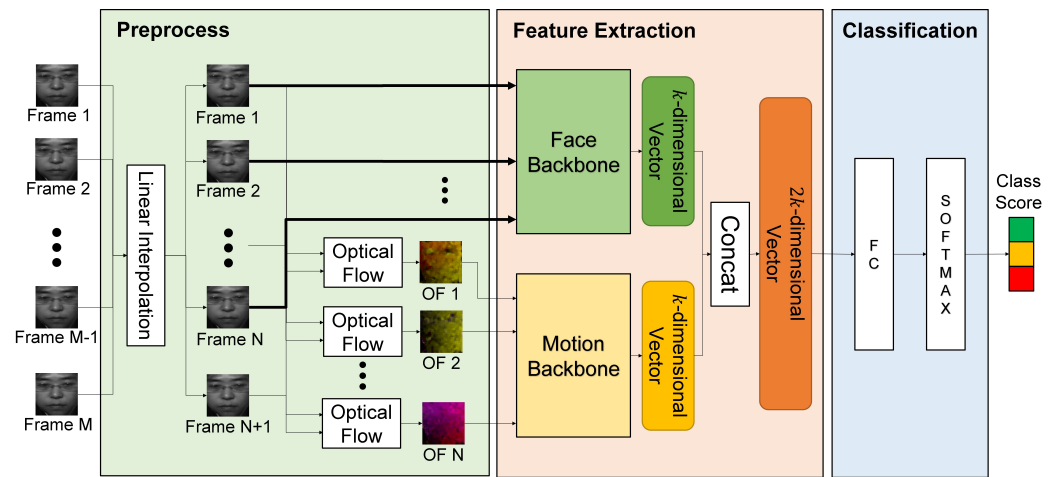 Preprocess
Feature Extraction
Classification
Frame 1
Frame 2
Frame M-1
Frame M
Linear Interpolation
Frame 1
Frame 2
Frame N
Frame N+1
Optical
Flow
OF 1
Optical
Flow
OF 2
Optical
Flow
OF N
Face
Backbone
k-dimensional
Vector
Motion
Backbone
k-dimensional
Vector
Concat
2k-dimensional
Vector
FC
SOFTMAX
Class
Score